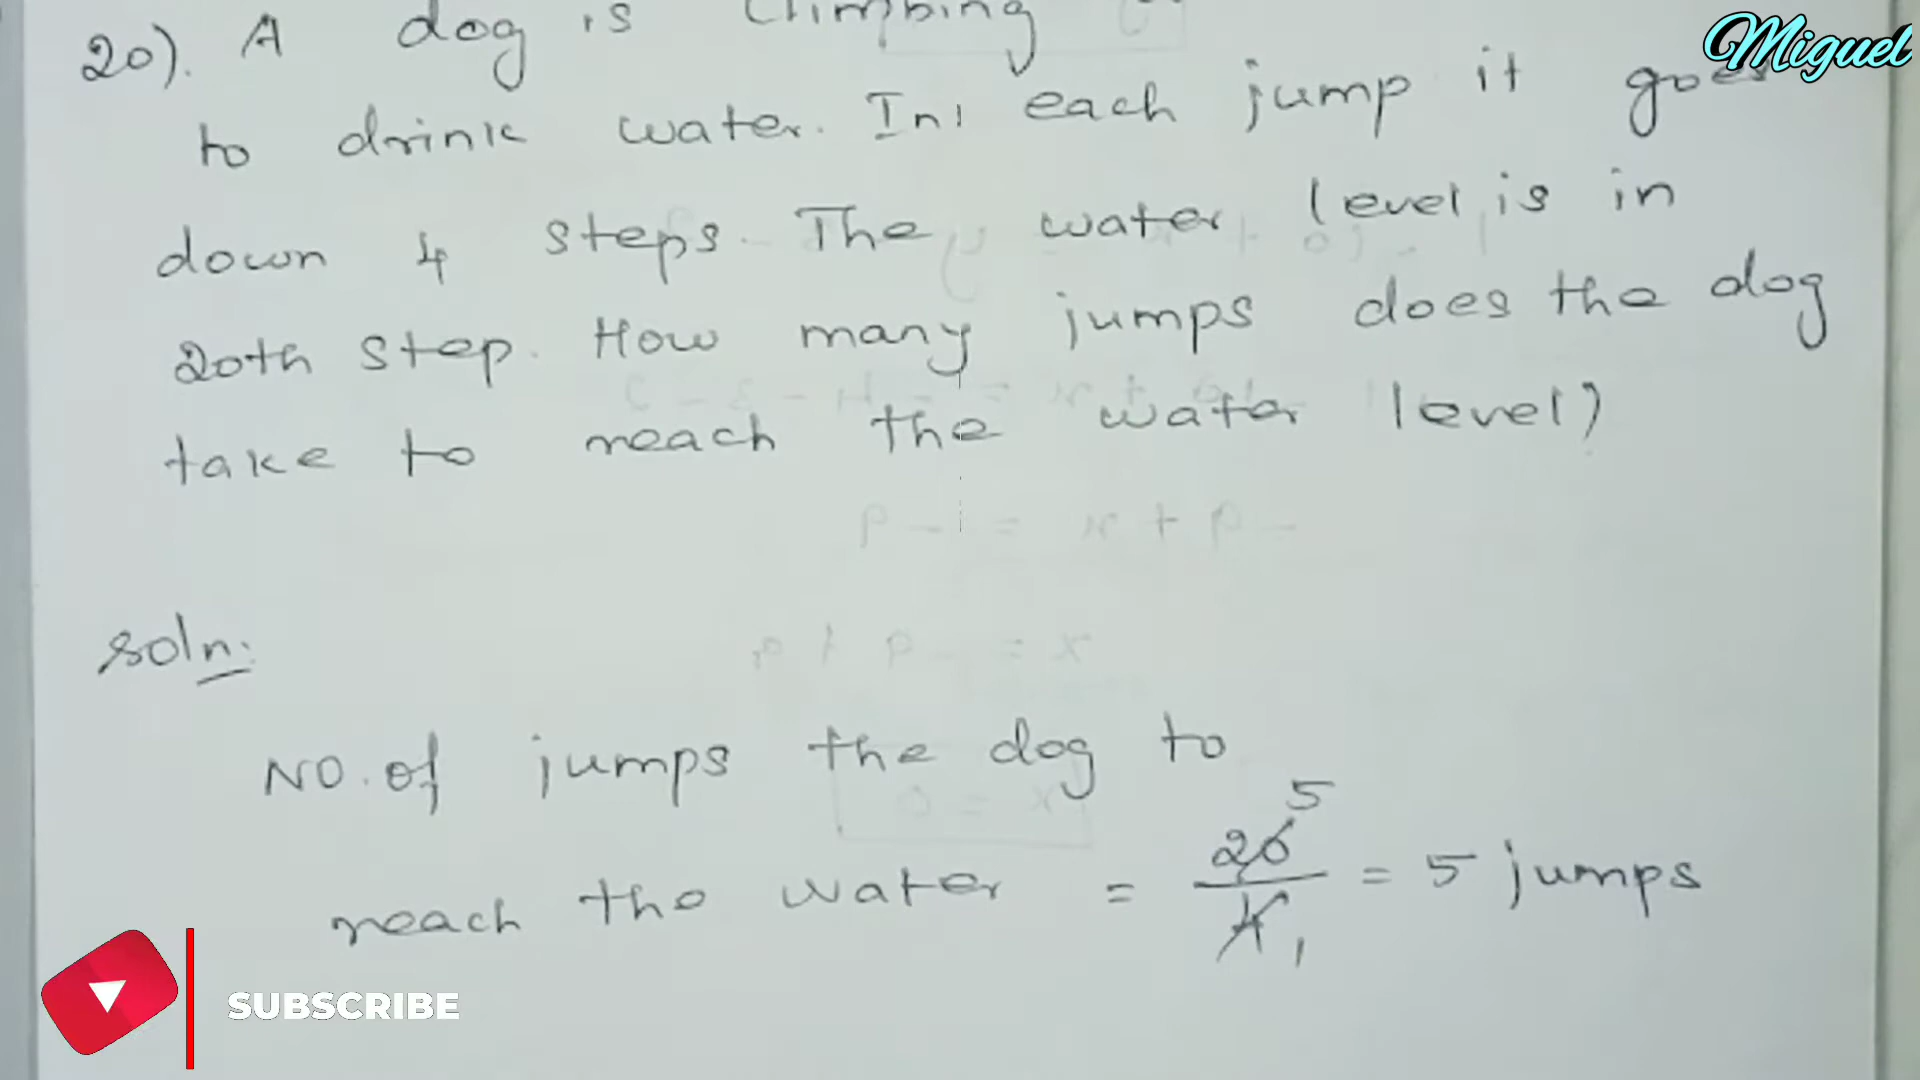 Miguel
20). A dog is climbing
to drink water. In each jump it goes
down 4 steps. The water level is in
20th step. How many jumps does the dog
take to reach the water level?
soln:
NO. of jumps the dog to
reach the water = 20/4 = 5 jumps
5
1
SUBSCRIBE